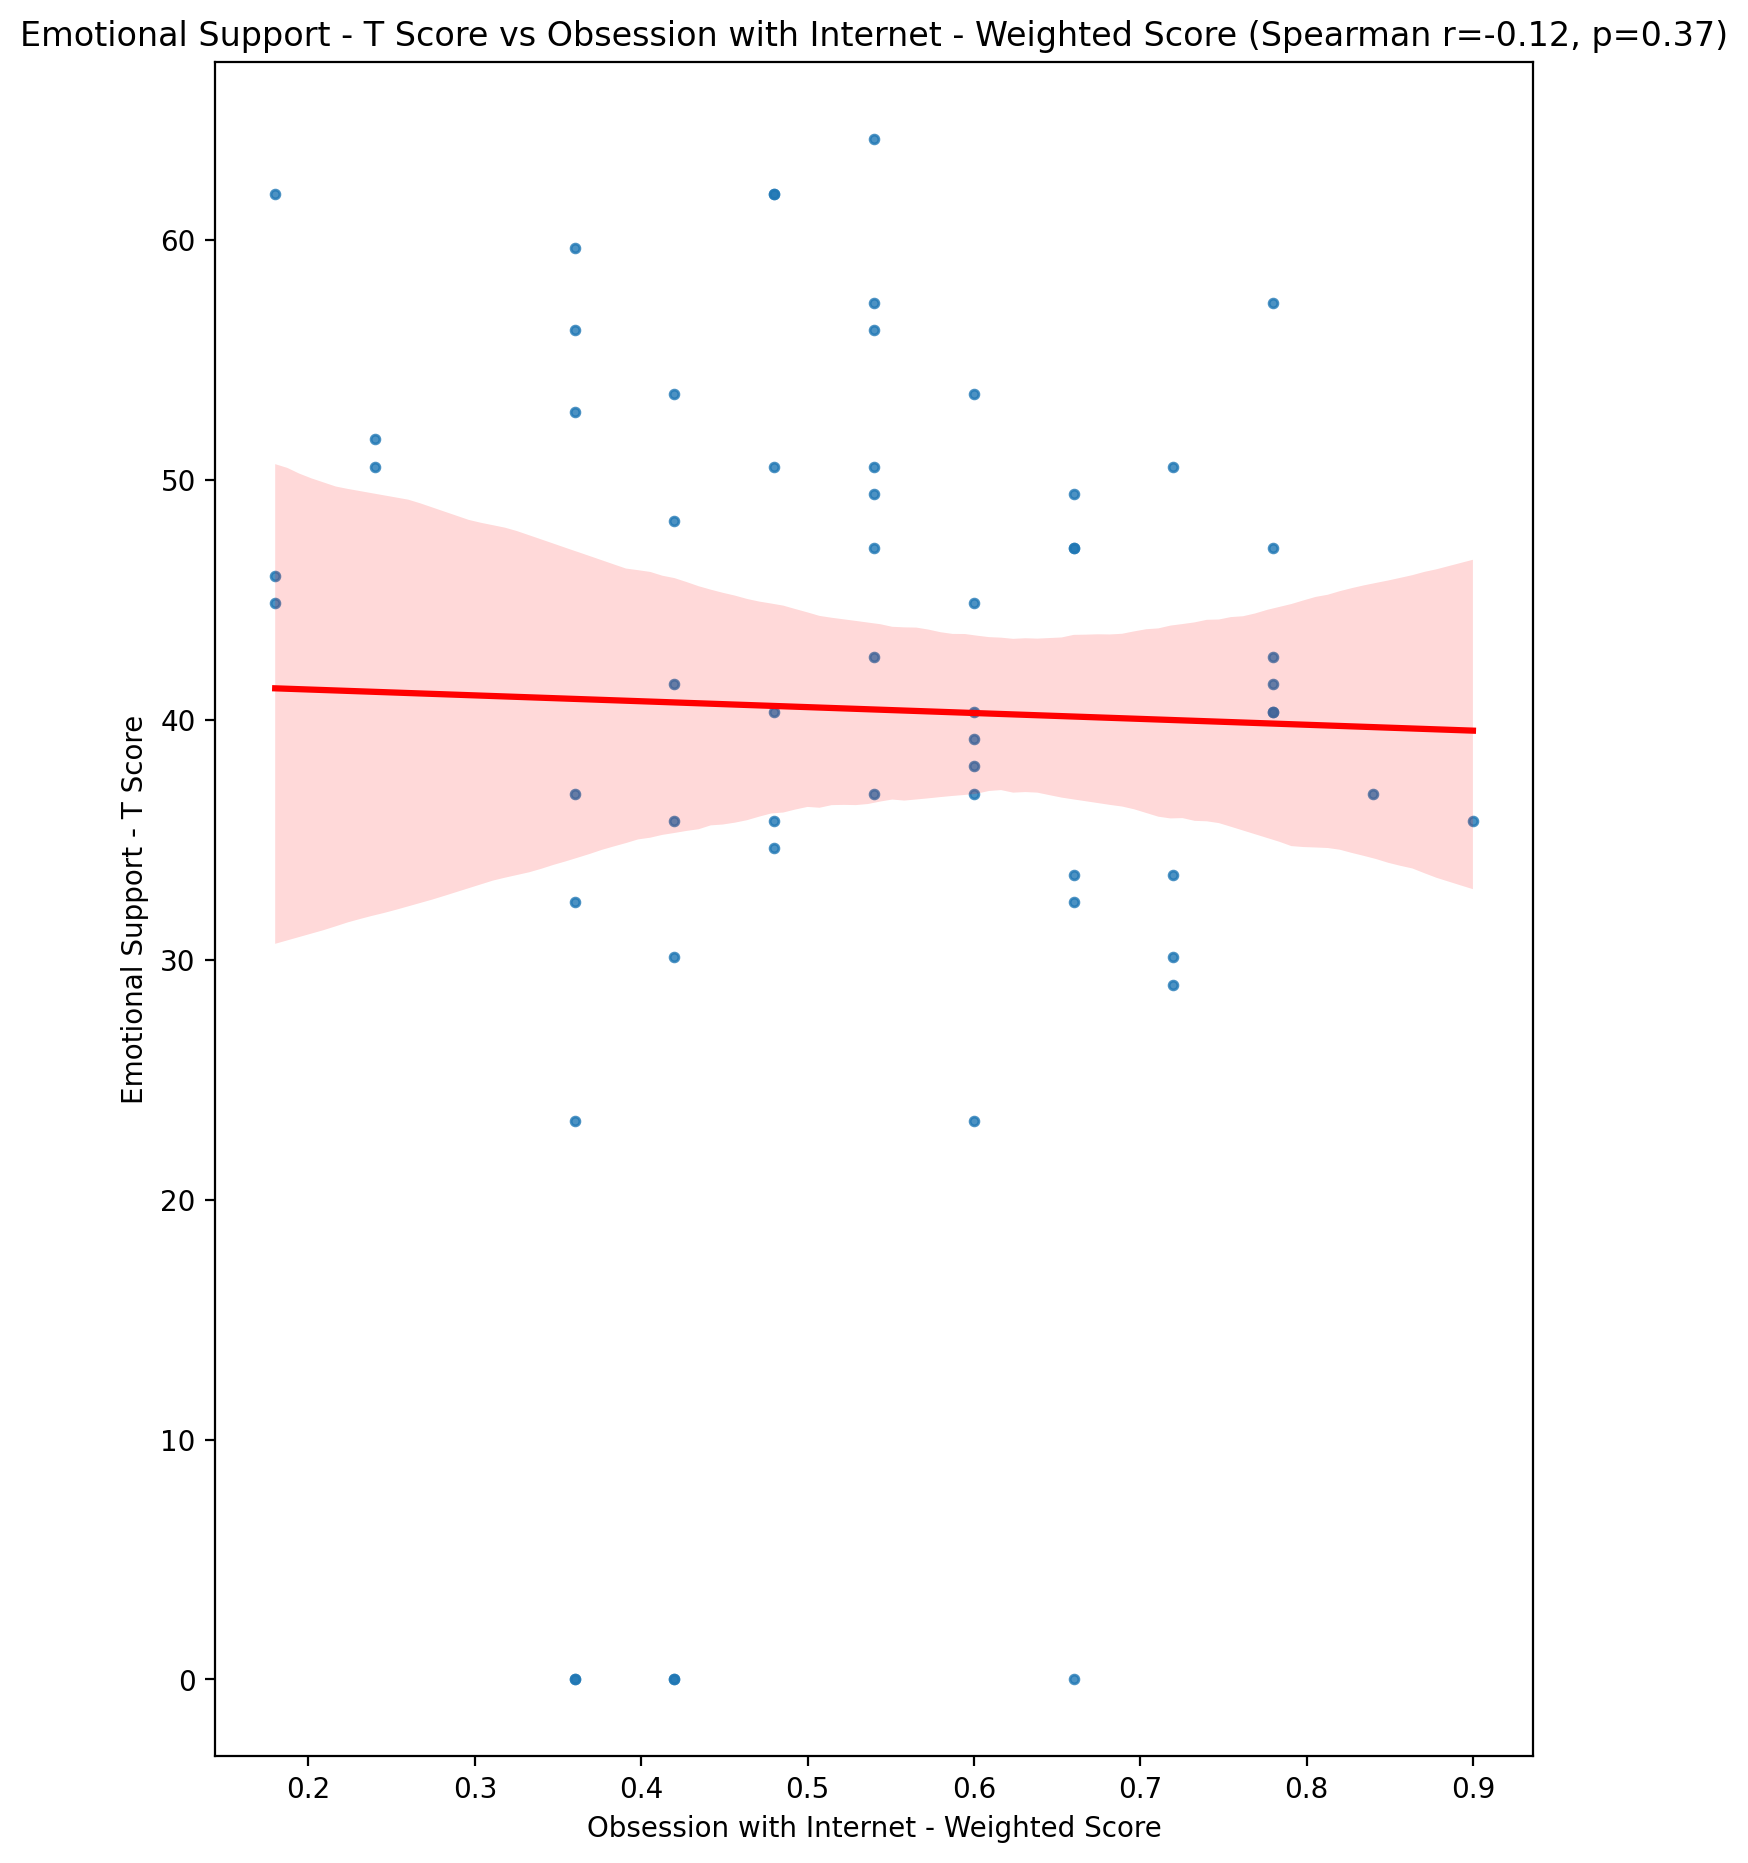 Emotional Support - T Score vs Obsession with Internet - Weighted Score (Spearman r=-0.12, p=0.37)
60
50
40
30
20
10
0
Emotional Support - T Score
0.2 0.3 0.4 0.5 0.6 0.7 0.8 0.9
Obsession with Internet - Weighted Score